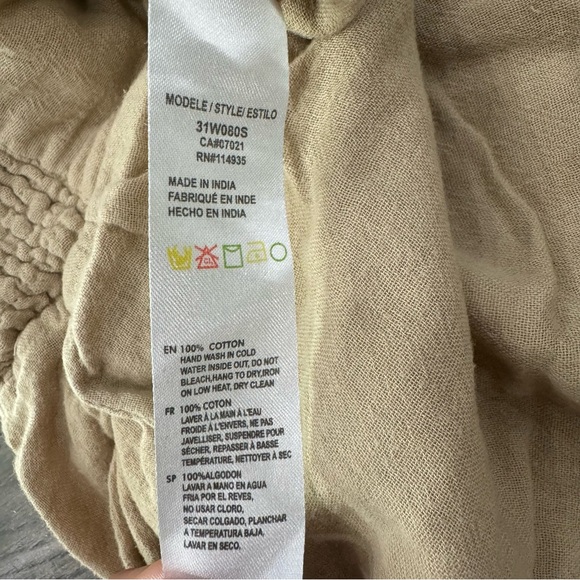 MODELE / STYLE/ ESTILO
31W080S
CA#07021
RN#114935
MADE IN INDIA
FABRIQUÉ EN INDE
HECHO EN INDIA
CL
EN 100% COTTON
HAND WASH IN COLD
WATER INSIDE OUT, DO NOT
BLEACH,HANG TO DRY,IRON
ON LOW HEAT, DRY CLEAN
FR 100% COTON
LAVER À LA MAIN À L'EAU
FROIDE À L'ENVERS, NE PAS
JAVELLISER, SUSPENDRE POUR
SÉCHER, REPASSER À BASSE
TEMPÉRATURE, NETTOYER À SEC
SP 100%ALGODON
LAVAR A MANO EN AGUA
FRIA POR EL REVES,
NO USAR CLORO,
SECAR COLGADO, PLANCHAR
A TEMPERATURA BAJA,
LAVAR EN SECO.